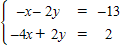 −x− 2y = −13
−4x+ 2y = 2